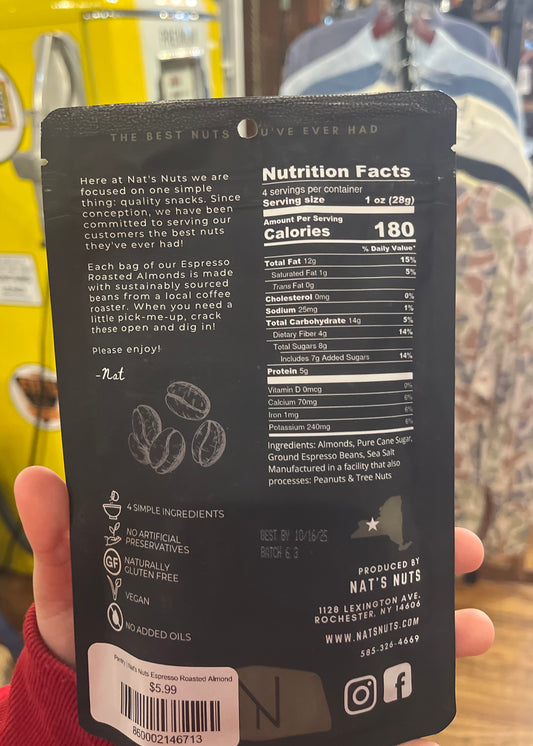 THE BEST NUTS U'VE EVER HAD
Here at Nat's Nuts we are
focused on one simple
thing: quality snacks. Since
conception, we have been
committed to serving our
customers the best nuts
they've ever had!
Each bag of our Espresso
Roasted Almonds is made
with sustainably sourced
beans from a local coffee
roaster. When you need a
little pick-me-up, crack
these open and dig in!
Please enjoy!
-Nat
Nutrition Facts
4 servings per container
Serving size 1 oz (28g)
Amount Per Serving
Calories 180
% Daily Value*
Total Fat 12g 15%
Saturated Fat 1g 5%
Trans Fat 0g
Cholesterol 0mg 0%
Sodium 25mg 1%
Total Carbohydrate 14g 5%
Dietary Fiber 4g 14%
Total Sugars 8g
Includes 7g Added Sugars 14%
Protein 5g
Vitamin D 0mcg 0%
Calcium 70mg 6%
Iron 1mg 6%
Potassium 240mg 6%
Ingredients: Almonds, Pure Cane Sugar,
Ground Espresso Beans, Sea Salt
Manufactured in a facility that also
processes: Peanuts & Tree Nuts
4 SIMPLE INGREDIENTS
NO ARTIFICIAL
PRESERVATIVES
GF
NATURALLY
GLUTEN FREE
VEGAN
NO ADDED OILS
BEST BY 10/16/25
BATCH 6.3
PRODUCED BY
NAT'S NUTS
1128 LEXINGTON AVE.
ROCHESTER, NY 14606
WWW.NATSNUTS.COM
585-326-4669
Pantry | Nat's Nuts Espresso Roasted Almond
$5.99
860002146713
N